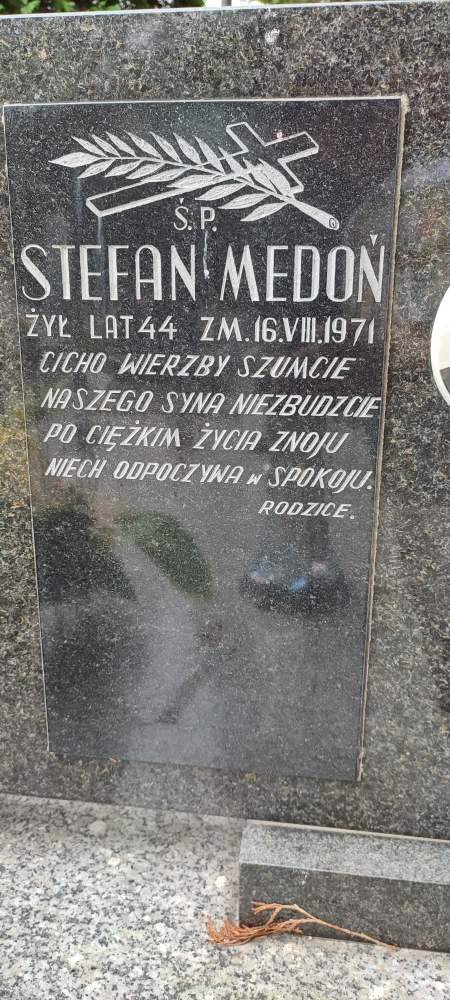 Ś.P.
STEFAN MEDOŃ
ŻYŁ LAT 44 ZM.16.VIII.1971
CICHO WIERZBY SZUMCIE
NASZEGO SYNA NIEZBUDZCIE
PO CIĘŻKIM ŻYCIA ZNOJU
NIECH ODPOCZYWA W SPOKOJU.
RODZICE.